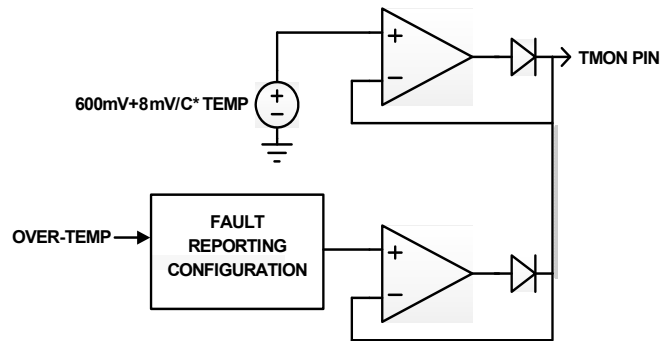 +
−
TMON PIN
600mV+8mV/C* TEMP
+
−
OVER-TEMP
FAULT
REPORTING
CONFIGURATION
+
−